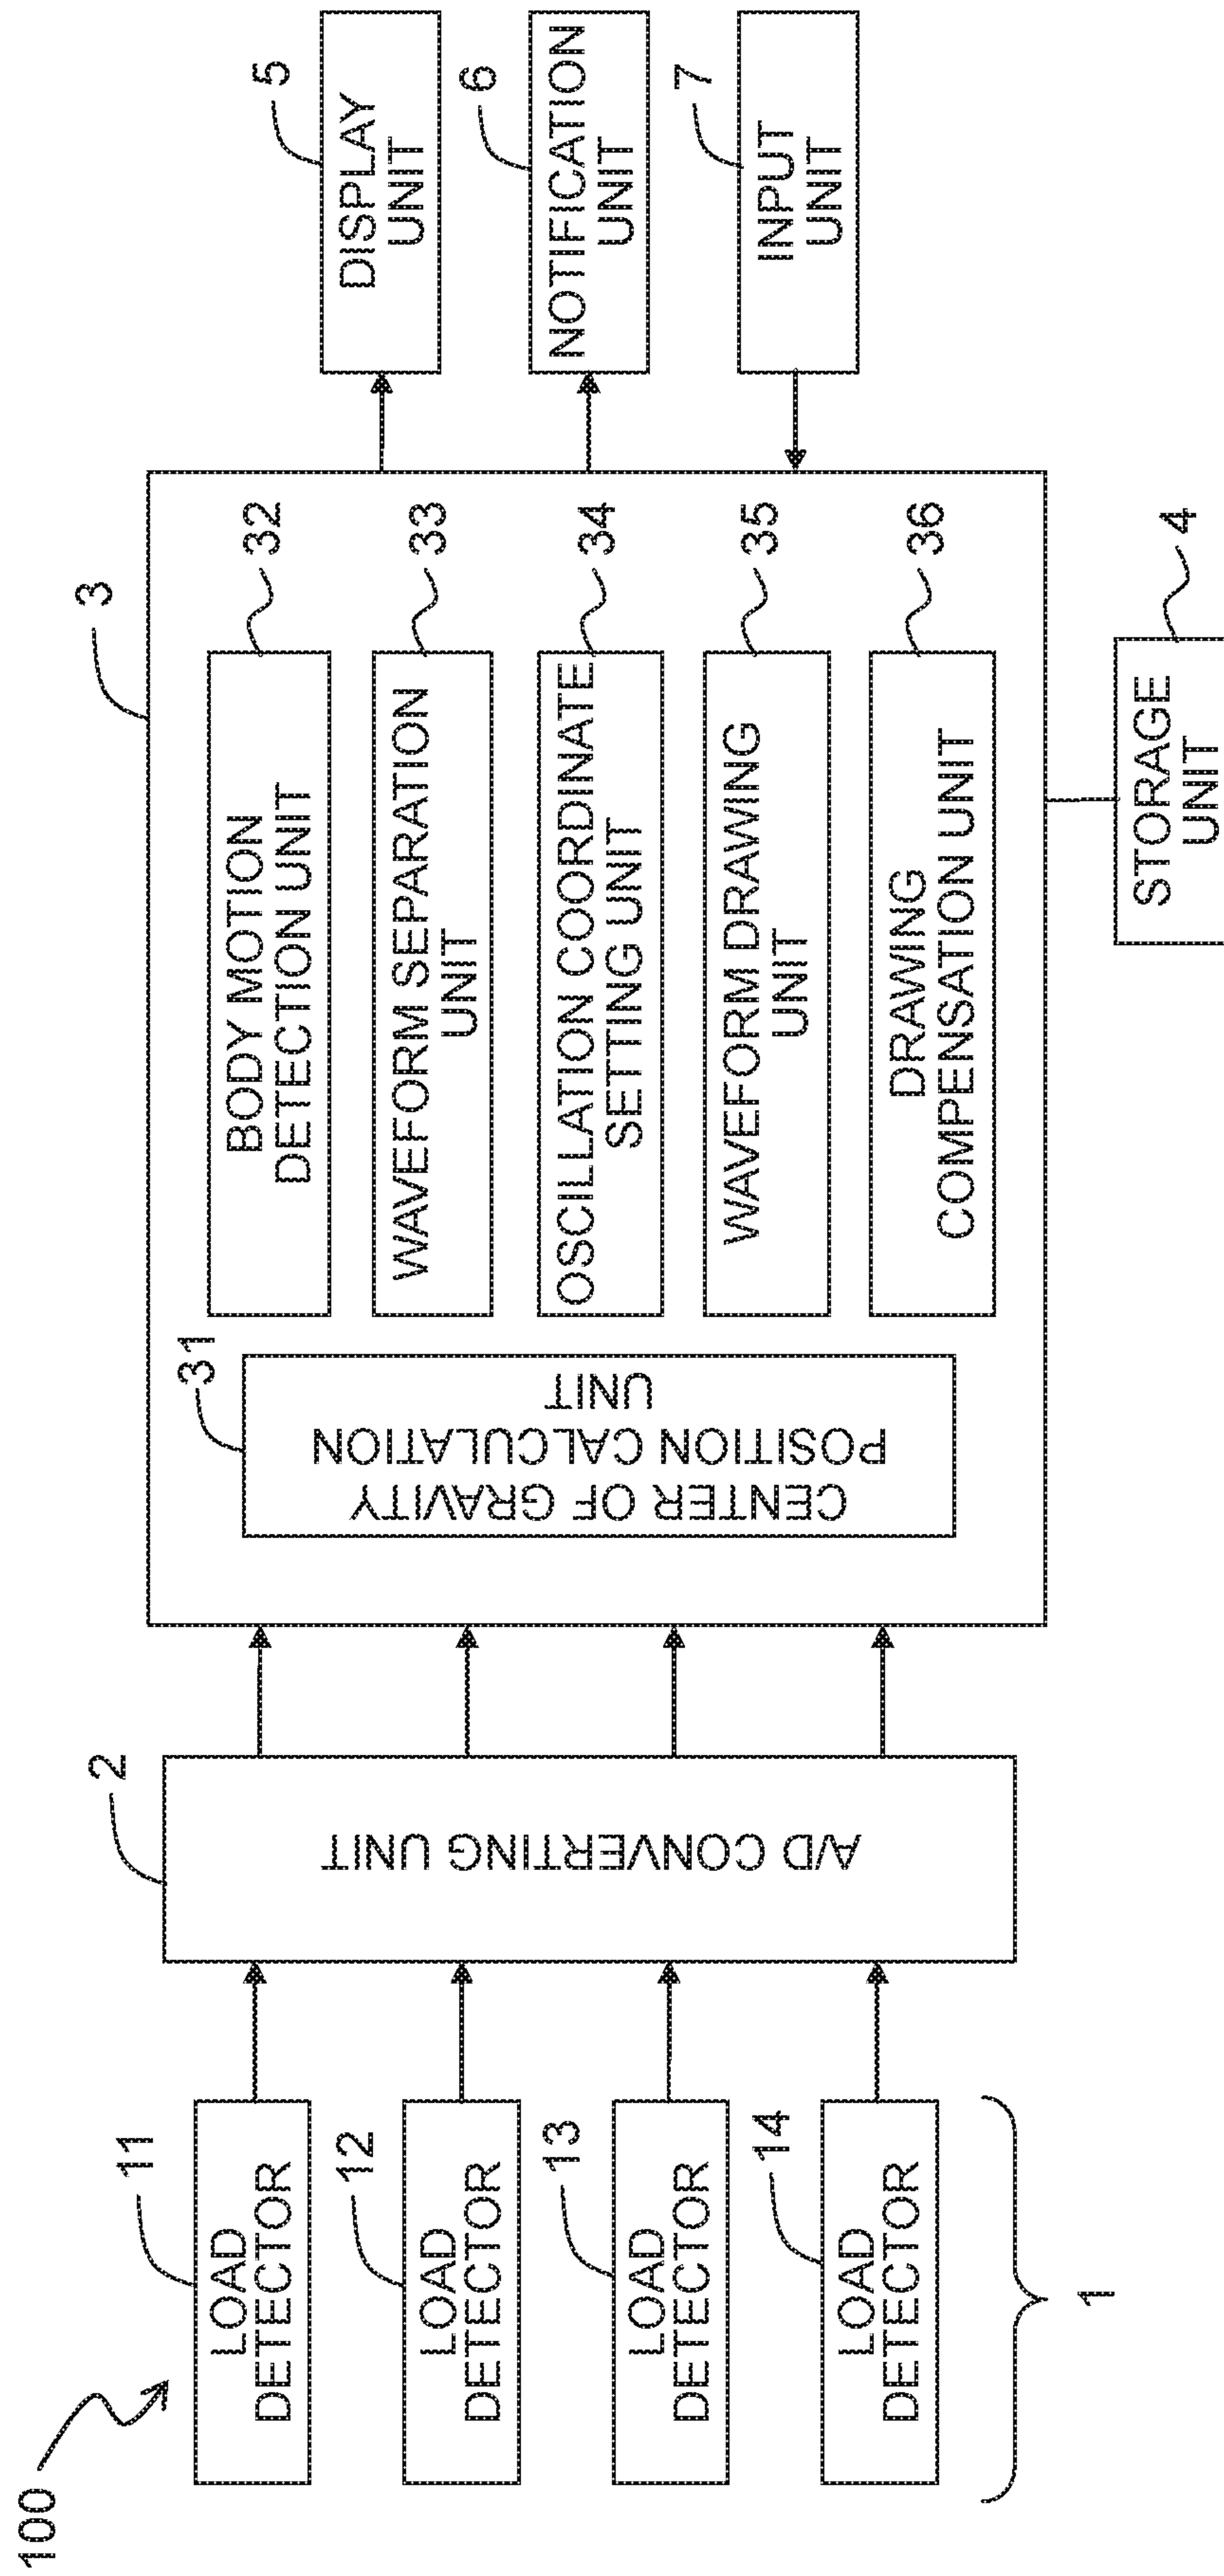 100
11
LOAD
DETECTOR
12
LOAD
DETECTOR
13
LOAD
DETECTOR
14
LOAD
DETECTOR
1
2
A/D CONVERTING UNIT
3
31
CENTER OF GRAVITY
POSITION CALCULATION
UNIT
BODY MOTION
DETECTION UNIT
32
WAVEFORM SEPARATION
UNIT
33
OSCILLATION COORDINATE
SETTING UNIT
34
WAVEFORM DRAWING
UNIT
35
DRAWING
COMPENSATION UNIT
36
STORAGE
UNIT
4
5
DISPLAY
UNIT
6
NOTIFICATION
UNIT
7
INPUT
UNIT